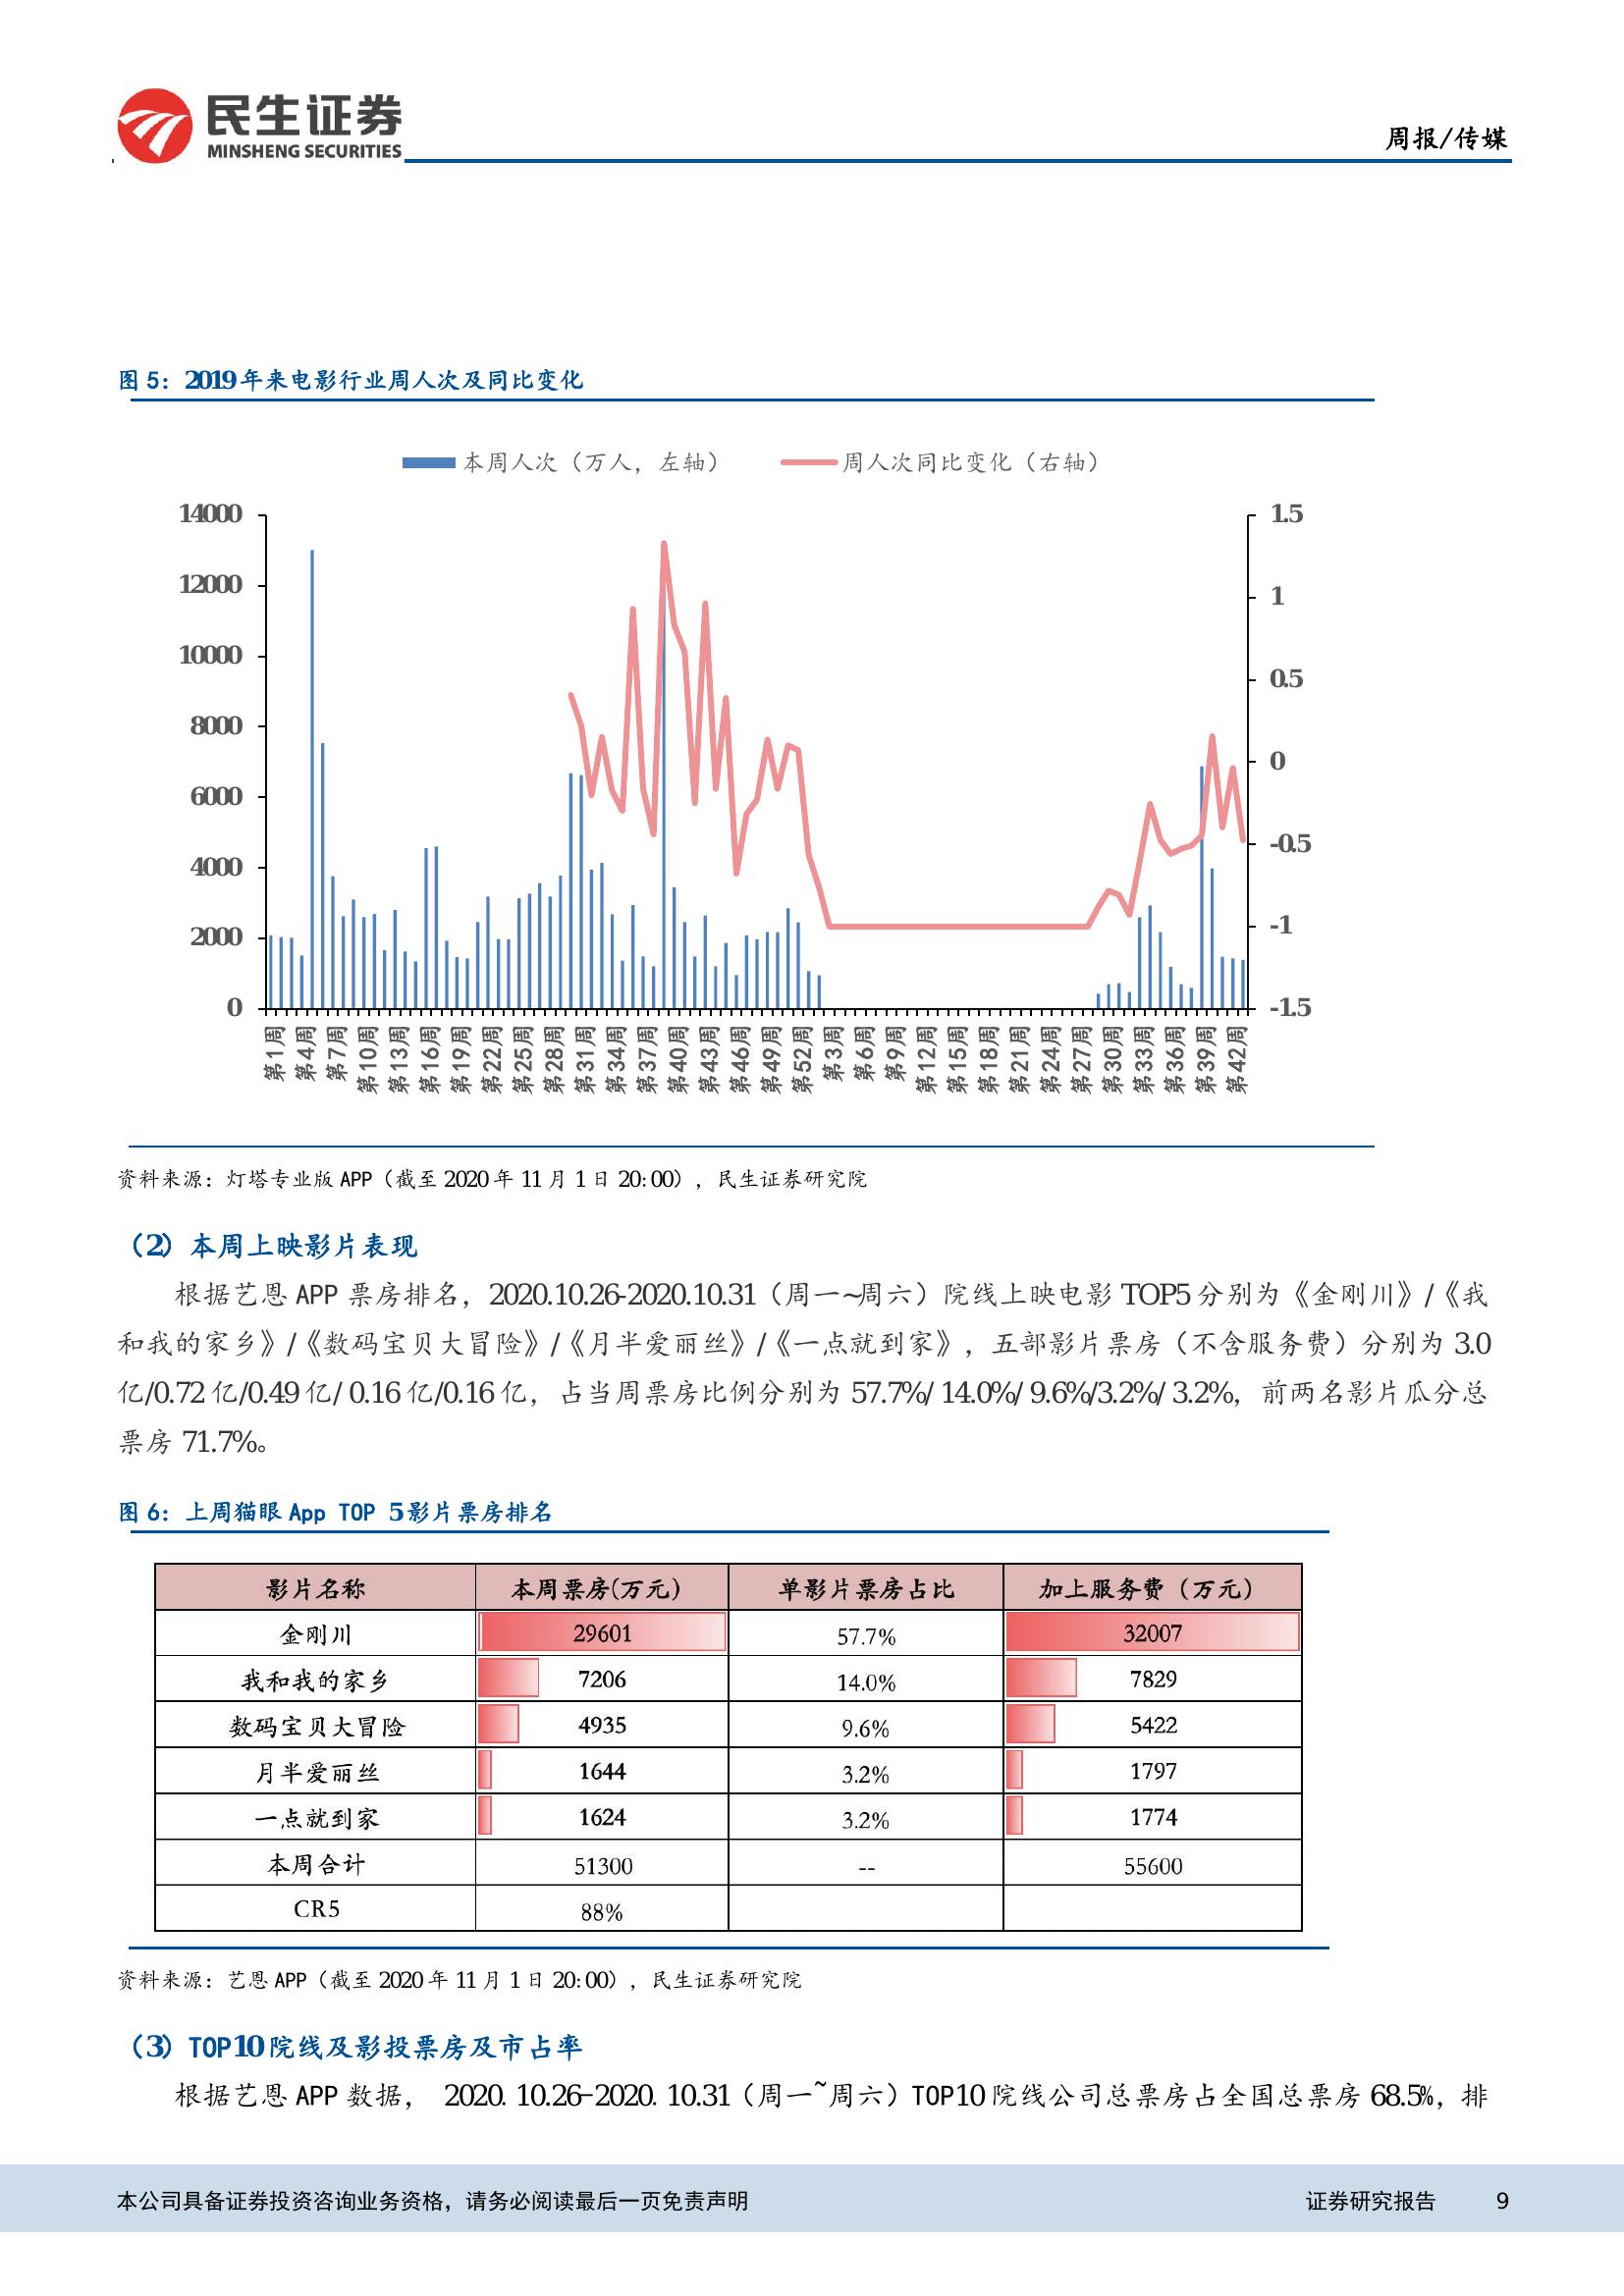 民生证券
MINSHENG SECURITIES
周报/传媒
图 5：2019 年来电影行业周人次及同比变化
本周人次（万人，左轴） 周人次同比变化（右轴）
14000
12000
10000
8000
6000
4000
2000
0
1.5
1
0.5
0
-0.5
-1
-1.5
第1周 第4周 第7周 第10周 第13周 第16周 第19周 第22周 第25周 第28周 第31周 第34周 第37周 第40周 第43周 第46周 第49周 第52周 第3周 第6周 第9周 第12周 第15周 第18周 第21周 第24周 第27周 第30周 第33周 第36周 第39周 第42周
资料来源：灯塔专业版 APP（截至 2020 年 11 月 1 日 20:00），民生证券研究院
（2）本周上映影片表现
根据艺恩 APP 票房排名，2020.10.26-2020.10.31（周一~周六）院线上映电影 TOP5 分别为《金刚川》/《我
和我的家乡》/《数码宝贝大冒险》/《月半爱丽丝》/《一点就到家》，五部影片票房（不含服务费）分别为 3.0
亿/0.72 亿/0.49 亿/ 0.16 亿/0.16 亿，占当周票房比例分别为 57.7%/ 14.0%/ 9.6%/3.2%/ 3.2%，前两名影片瓜分总
票房 71.7%。
图 6：上周猫眼 App TOP 5 影片票房排名
影片名称 本周票房(万元) 单影片票房占比 加上服务费（万元）
金刚川 29601 57.7% 32007
我和我的家乡 7206 14.0% 7829
数码宝贝大冒险 4935 9.6% 5422
月半爱丽丝 1644 3.2% 1797
一点就到家 1624 3.2% 1774
本周合计 51300 -- 55600
CR5 88%
资料来源：艺恩 APP（截至 2020 年 11 月 1 日 20:00），民生证券研究院
（3）TOP10 院线及影投票房及市占率
根据艺恩 APP 数据， 2020. 10.26-2020. 10.31（周一~周六）TOP10 院线公司总票房占全国总票房 68.5%，排
本公司具备证券投资咨询业务资格，请务必阅读最后一页免责声明 证券研究报告 9